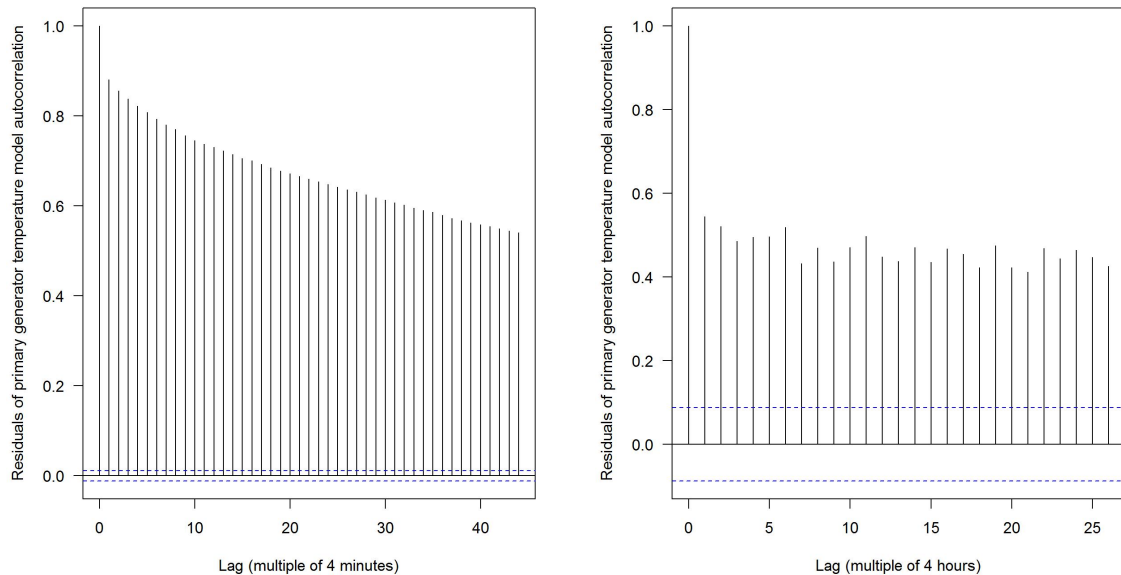 Residuals of primary generator temperature model autocorrelation
1.0
0.8
0.6
0.4
0.2
0.0
0 10 20 30 40
Lag (multiple of 4 minutes)
Residuals of primary generator temperature model autocorrelation
1.0
0.8
0.6
0.4
0.2
0.0
0 5 10 15 20 25
Lag (multiple of 4 hours)